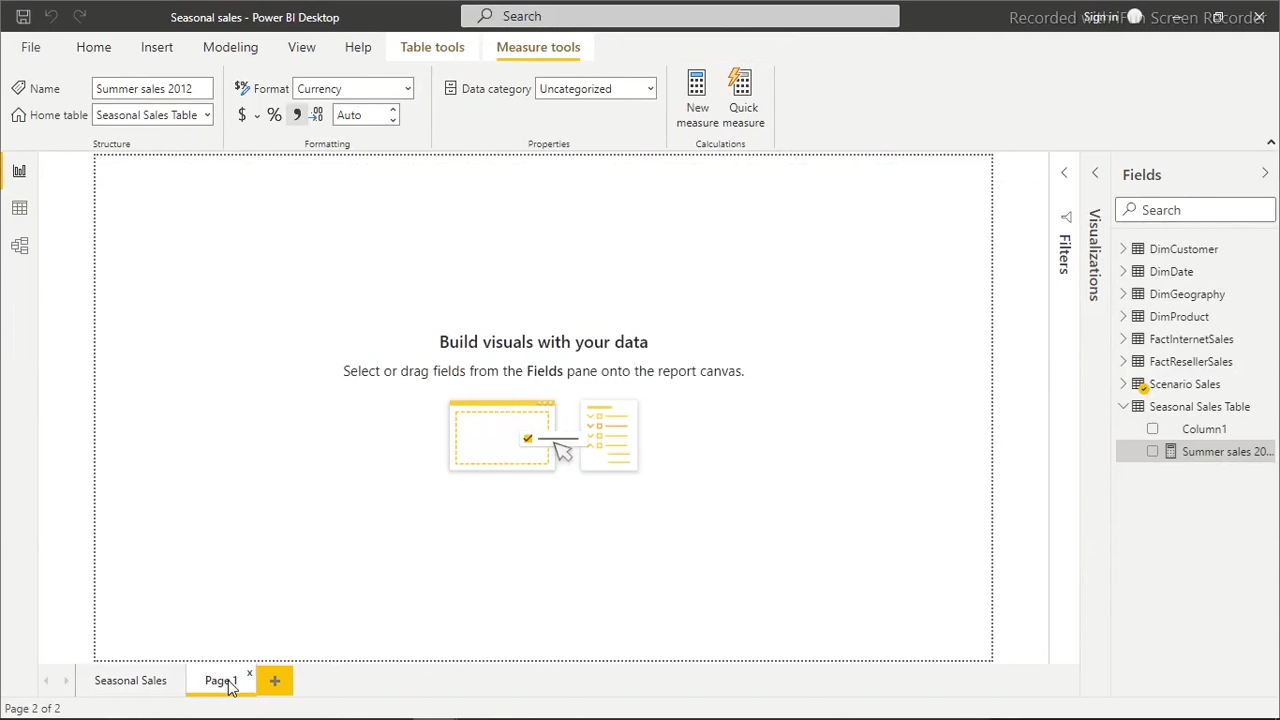 Seasonal sales - Power BI Desktop
Search
Sign in
Recorded with iFun Screen Recorder
File
Home
Insert
Modeling
View
Help
Table tools
Measure tools
Name
Summer sales 2012
Home table
Seasonal Sales Table
Structure
Format
Currency
$
%
Auto
Formatting
Data category
Uncategorized
Properties
New measure
Quick measure
Calculations
Build visuals with your data
Select or drag fields from the Fields pane onto the report canvas.
Filters
Visualizations
Fields
Search
DimCustomer
DimDate
DimGeography
DimProduct
FactInternetSales
FactResellerSales
Scenario Sales
Seasonal Sales Table
Column1
Summer sales 20...
Seasonal Sales
Page 1
Page 2 of 2